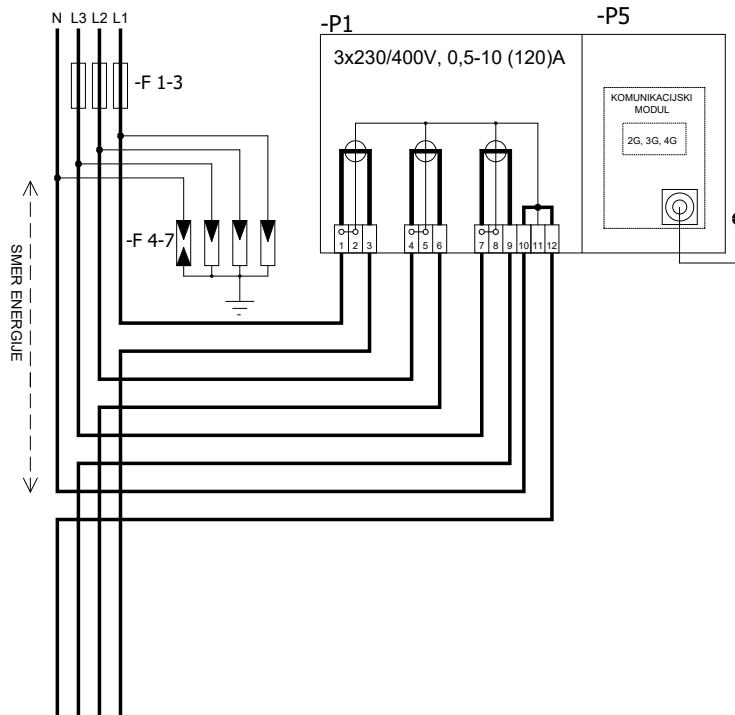 N L3 L2 L1
-F 1-3
-P1
-P5
3x230/400V, 0,5-10 (120)A
KOMUNIKACIJSKI
MODUL
2G, 3G, 4G
-F 4-7
1 2 3 4 5 6 7 8 9 10 11 12
SMER ENERGIJE